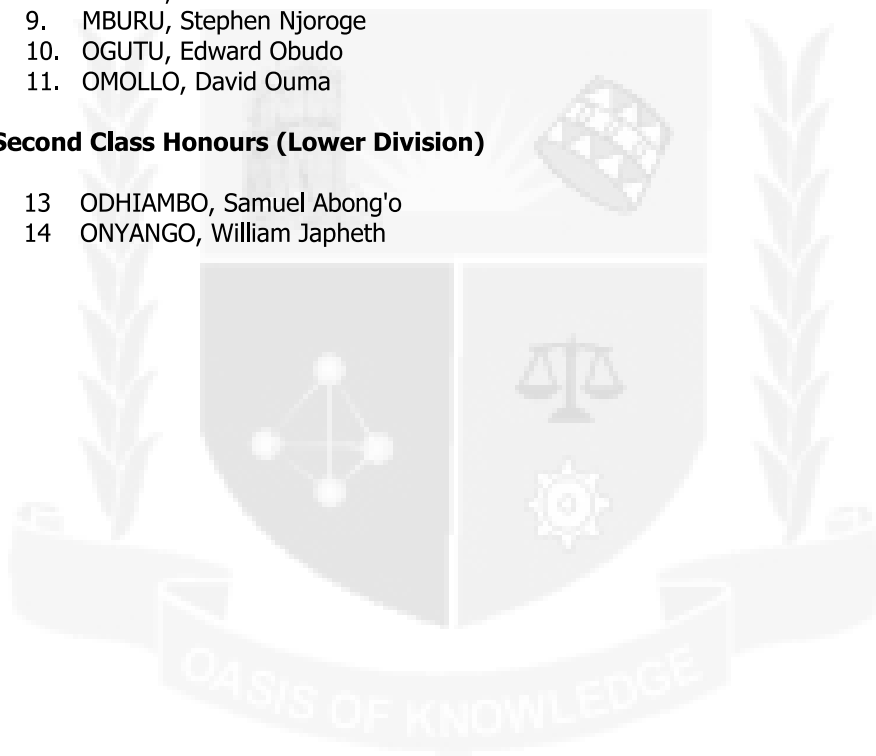 9. MBURU, Stephen Njoroge
10. OGUTU, Edward Obudo
11. OMOLLO, David Ouma
Second Class Honours (Lower Division)
13 ODHIAMBO, Samuel Abong'o
14 ONYANGO, William Japheth
OASIS OF KNOWLEDGE